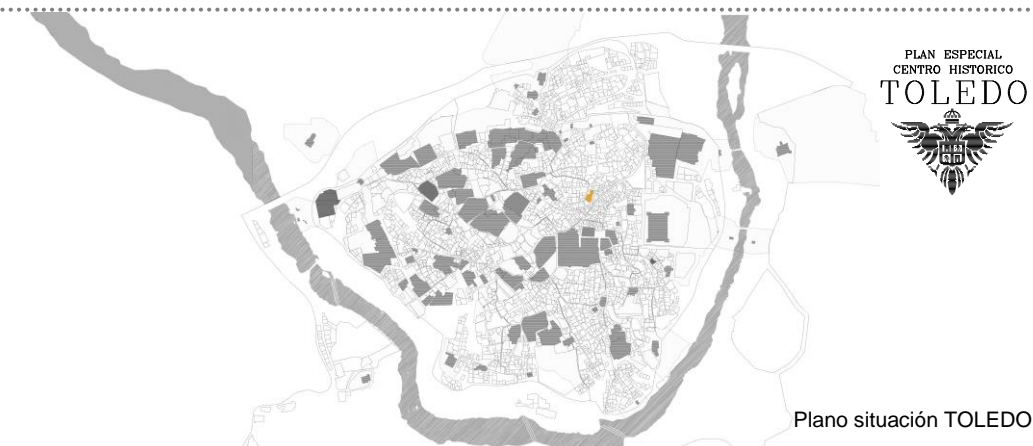 PLAN ESPECIAL
CENTRO HISTORICO
TOLEDO
Plano situación TOLEDO